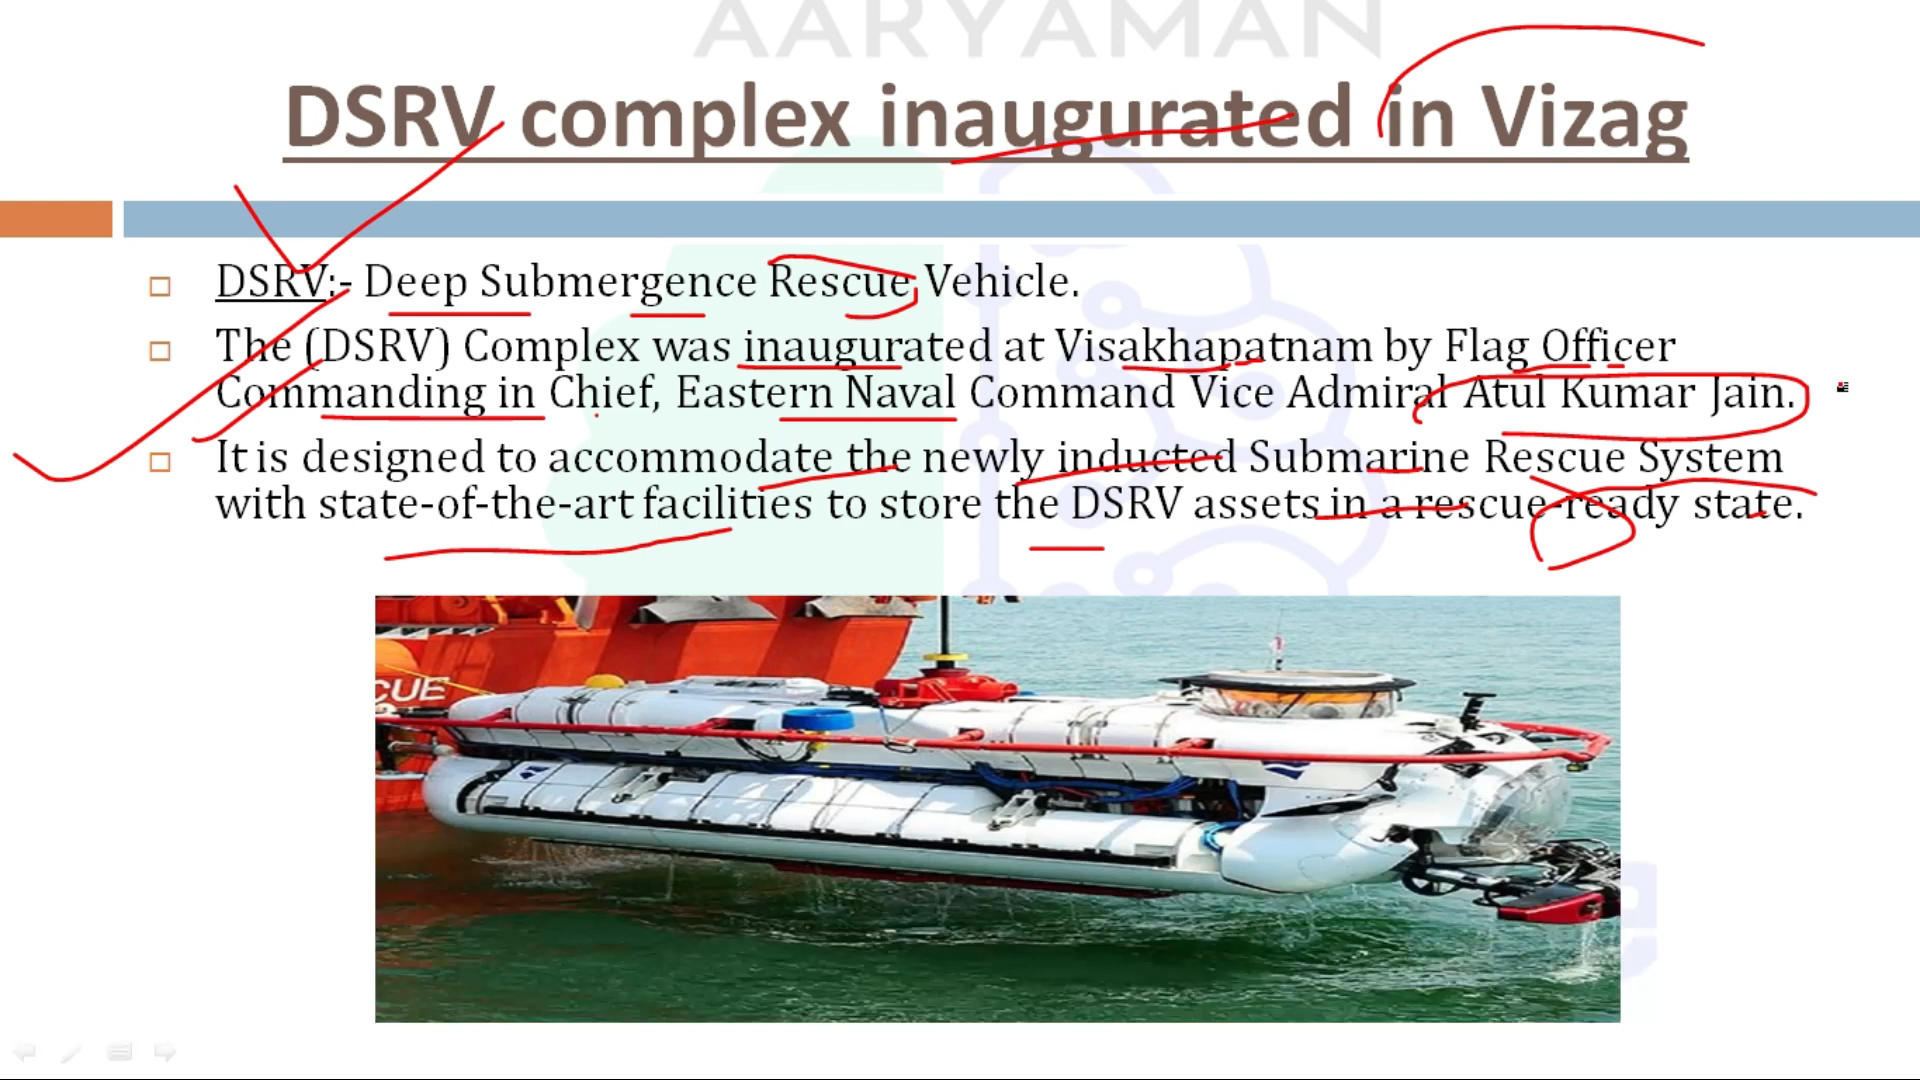 AARYAMAN
DSRV complex inaugurated in Vizag
DSRV:- Deep Submergence Rescue Vehicle.
The (DSRV) Complex was inaugurated at Visakhapatnam by Flag Officer
Commanding in Chief, Eastern Naval Command Vice Admiral Atul Kumar Jain.
It is designed to accommodate the newly inducted Submarine Rescue System
with state-of-the-art facilities to store the DSRV assets in a rescue-ready state.
CUE